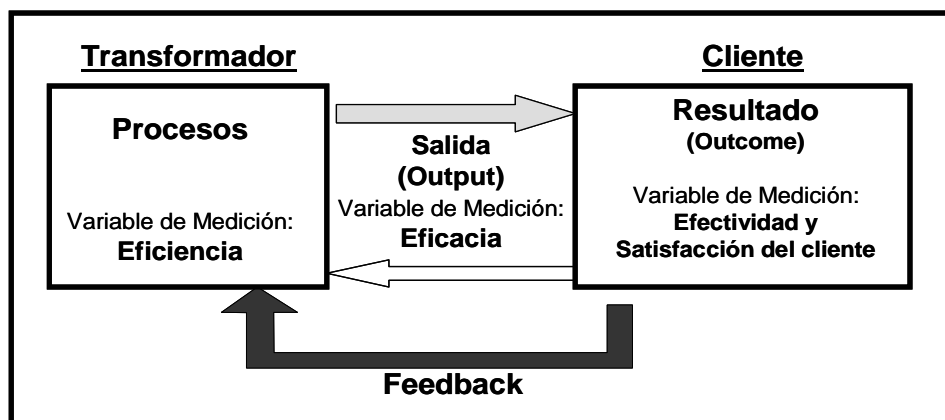 Transformador
Procesos
Variable de Medición:
Eficiencia
Salida
(Output)
Variable de Medición:
Eficacia
Cliente
Resultado
(Outcome)
Variable de Medición:
Efectividad y
Satisfacción del cliente
Feedback